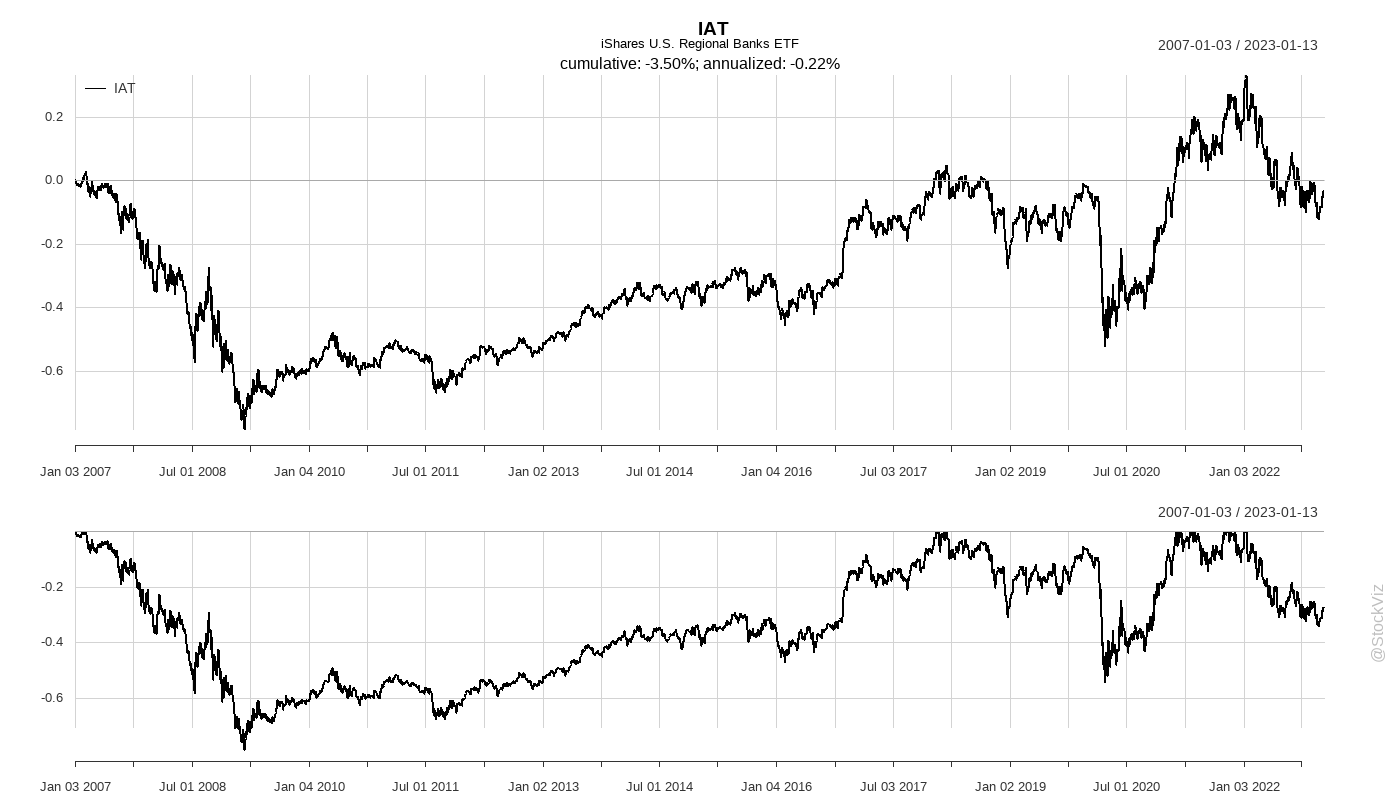 IAT
iShares U.S. Regional Banks ETF
2007-01-03 / 2023-01-13
cumulative: -3.50%; annualized: -0.22%
IAT
0.2
0.0
-0.2
-0.4
-0.6
Jan 03 2007 Jul 01 2008 Jan 04 2010 Jul 01 2011 Jan 02 2013 Jul 01 2014 Jan 04 2016 Jul 03 2017 Jan 02 2019 Jul 01 2020 Jan 03 2022
2007-01-03 / 2023-01-13
-0.2
-0.4
-0.6
Jan 03 2007 Jul 01 2008 Jan 04 2010 Jul 01 2011 Jan 02 2013 Jul 01 2014 Jan 04 2016 Jul 03 2017 Jan 02 2019 Jul 01 2020 Jan 03 2022
@StockViz